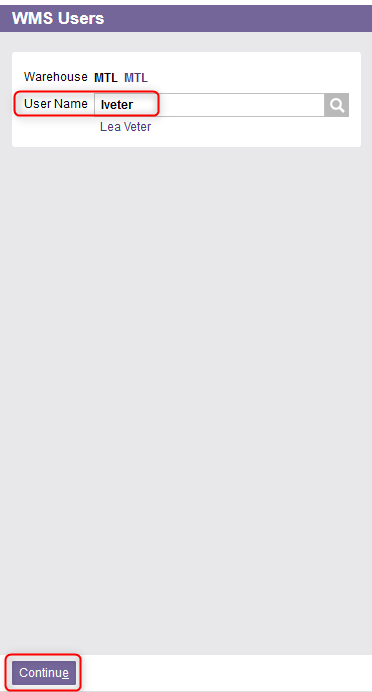 WMS Users
Warehouse MTL MTL
User Name lveter
Lea Veter
Continue